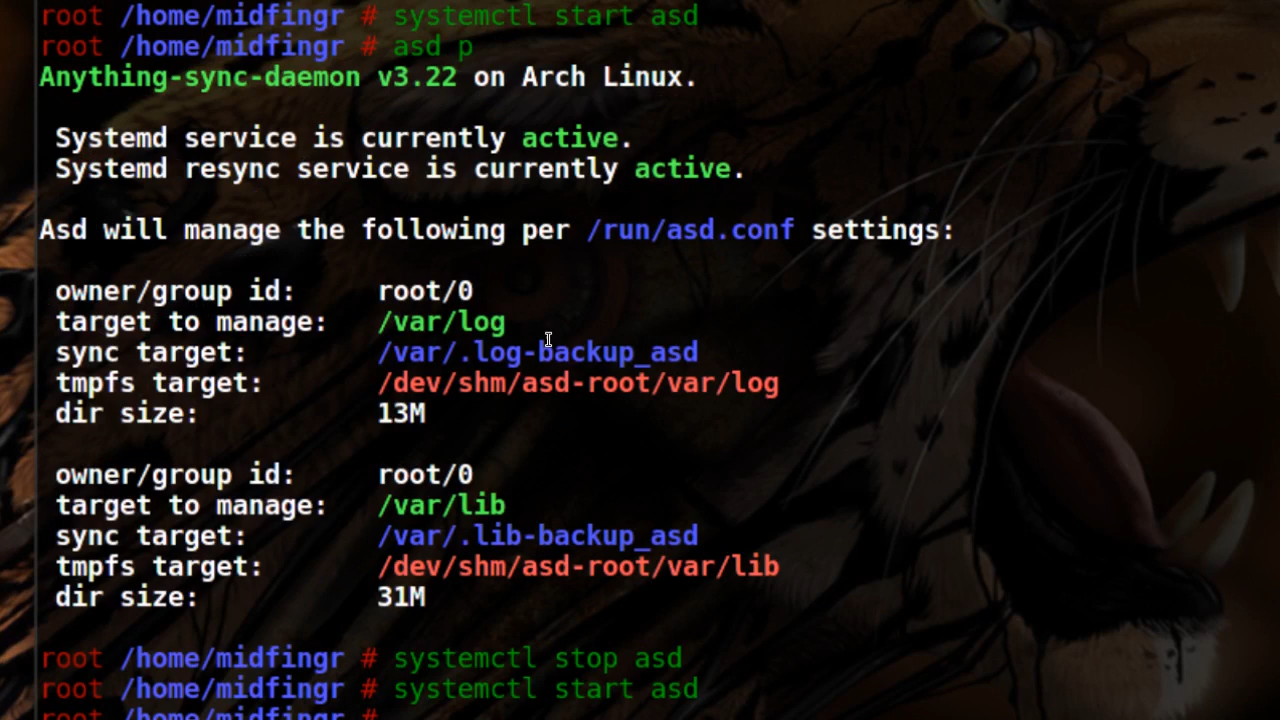 root /home/midfingr # systemctl start asd
root /home/midfingr # asd p
Anything-sync-daemon v3.22 on Arch Linux.
Systemd service is currently active.
Systemd resync service is currently active.
Asd will manage the following per /run/asd.conf settings:
owner/group id: root/0
target to manage: /var/log
sync target: /var/.log-backup_asd
tmpfs target: /dev/shm/asd-root/var/log
dir size: 13M
owner/group id: root/0
target to manage: /var/lib
sync target: /var/.lib-backup_asd
tmpfs target: /dev/shm/asd-root/var/lib
dir size: 31M
root /home/midfingr # systemctl stop asd
root /home/midfingr # systemctl start asd
root /home/midfingr #